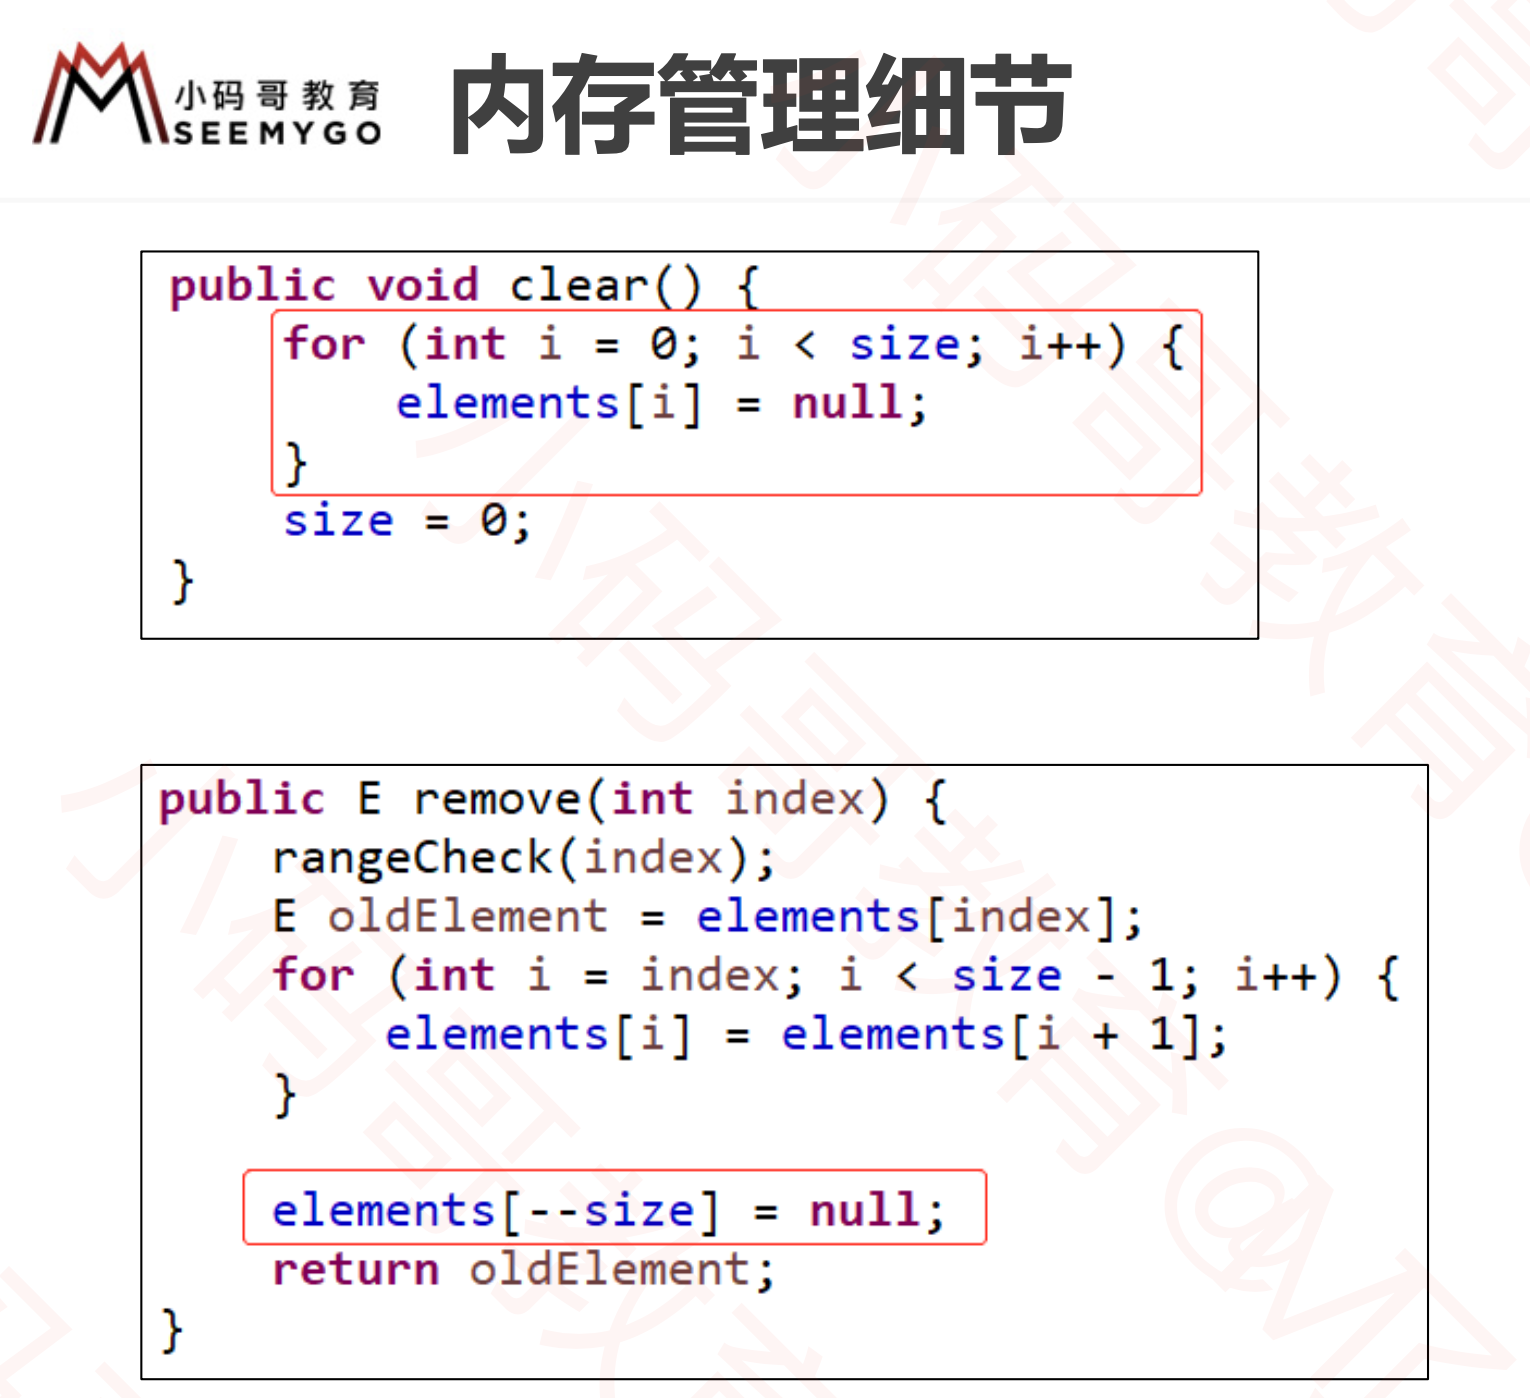 小码哥教育
SEEMYGO
内存管理细节
public void clear() {
    for (int i = 0; i < size; i++) {
        elements[i] = null;
    }
    size = 0;
}
public E remove(int index) {
    rangeCheck(index);
    E oldElement = elements[index];
    for (int i = index; i < size - 1; i++) {
        elements[i] = elements[i + 1];
    }
    elements[--size] = null;
    return oldElement;
}